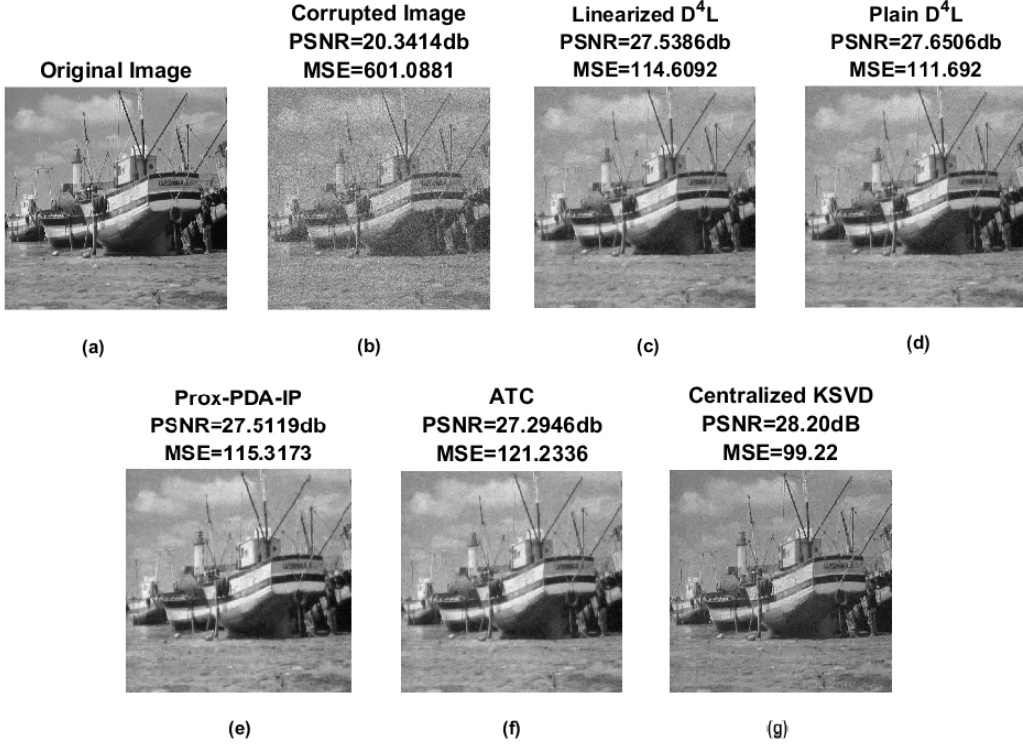 Original Image
Corrupted Image
PSNR=20.3414db
MSE=601.0881
Linearized D⁴L
PSNR=27.5386db
MSE=114.6092
Plain D⁴L
PSNR=27.6506db
MSE=111.692
(a)
(b)
(c)
(d)
Prox-PDA-IP
PSNR=27.5119db
MSE=115.3173
ATC
PSNR=27.2946db
MSE=121.2336
Centralized KSVD
PSNR=28.20dB
MSE=99.22
(e)
(f)
(g)